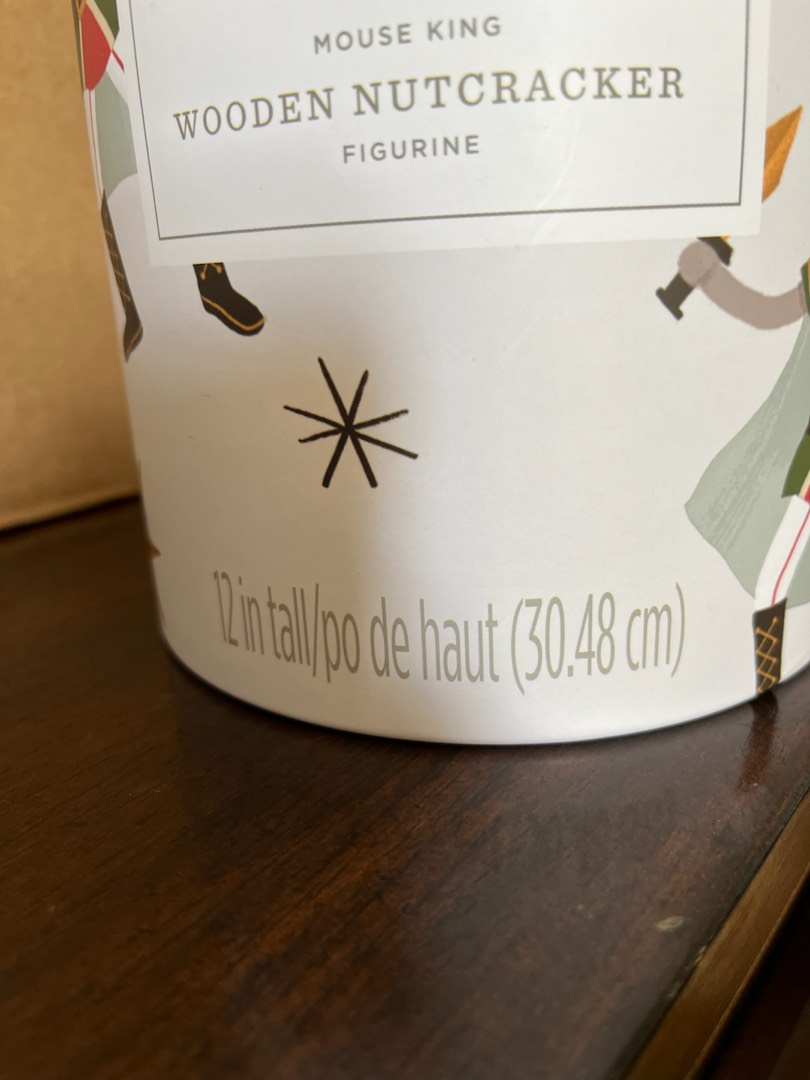 MOUSE KING
WOODEN NUTCRACKER
FIGURINE
12 in tall/po de haut (30.48 cm)